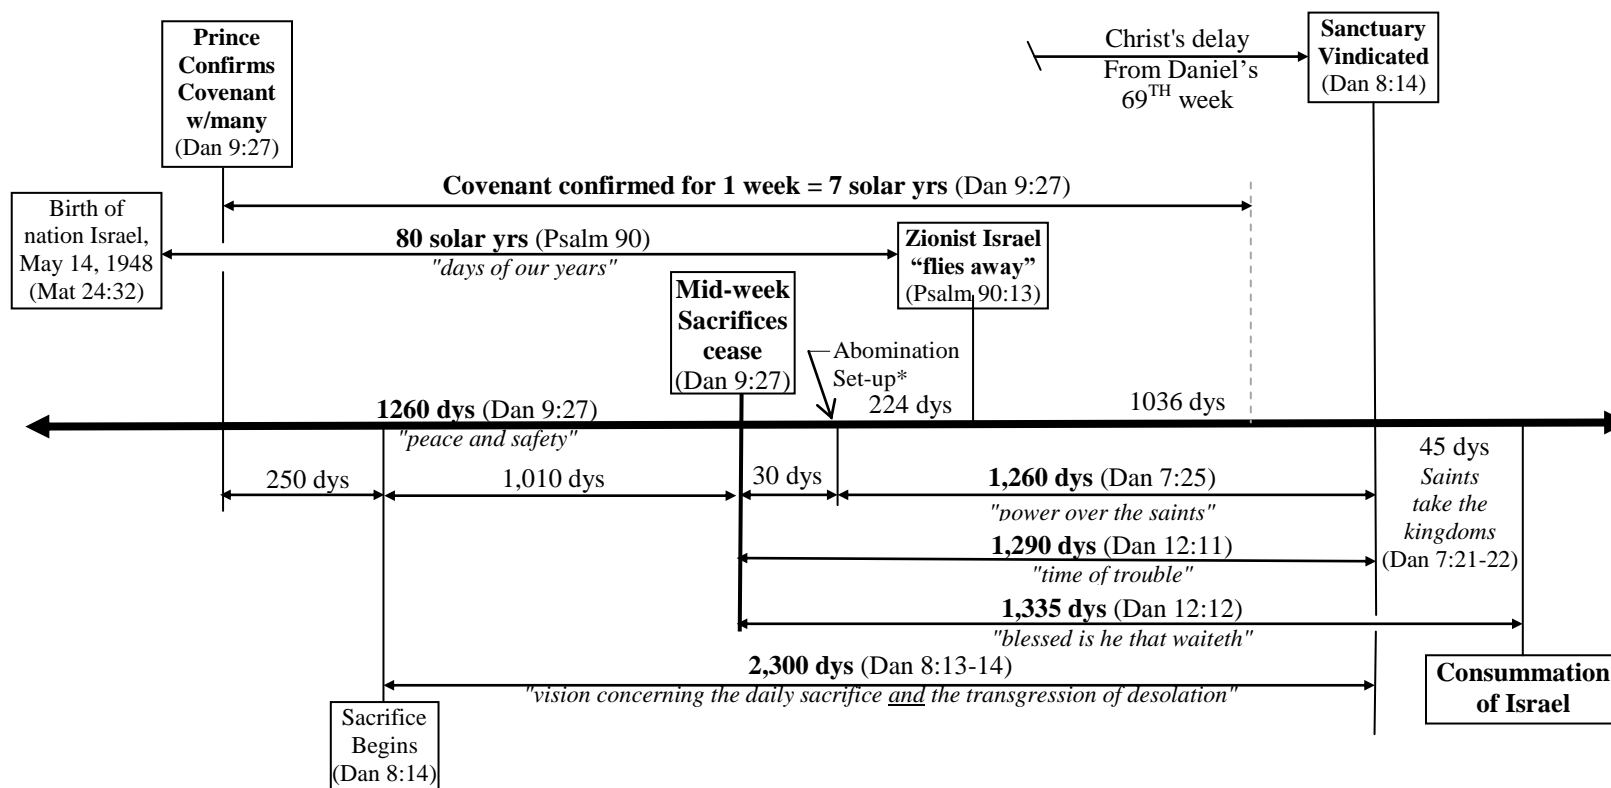 Prince
Confirms
Covenant
w/many
(Dan 9:27)
Christ's delay
From Daniel’s
69TH week
Sanctuary
Vindicated
(Dan 8:14)
Covenant confirmed for 1 week = 7 solar yrs (Dan 9:27)
Birth of
nation Israel,
May 14, 1948
(Mat 24:32)
80 solar yrs (Psalm 90)
"days of our years"
Zionist Israel
“flies away”
(Psalm 90:13)
Mid-week
Sacrifices
cease
(Dan 9:27)
Abomination
Set-up*
224 dys
1036 dys
1260 dys (Dan 9:27)
"peace and safety"
250 dys
1,010 dys
30 dys
1,260 dys (Dan 7:25)
"power over the saints"
45 dys
Saints
take the
kingdoms
(Dan 7:21-22)
1,290 dys (Dan 12:11)
"time of trouble"
1,335 dys (Dan 12:12)
"blessed is he that waiteth"
2,300 dys (Dan 8:13-14)
"vision concerning the daily sacrifice and the transgression of desolation"
Consummation
of Israel
Sacrifice
Begins
(Dan 8:14)